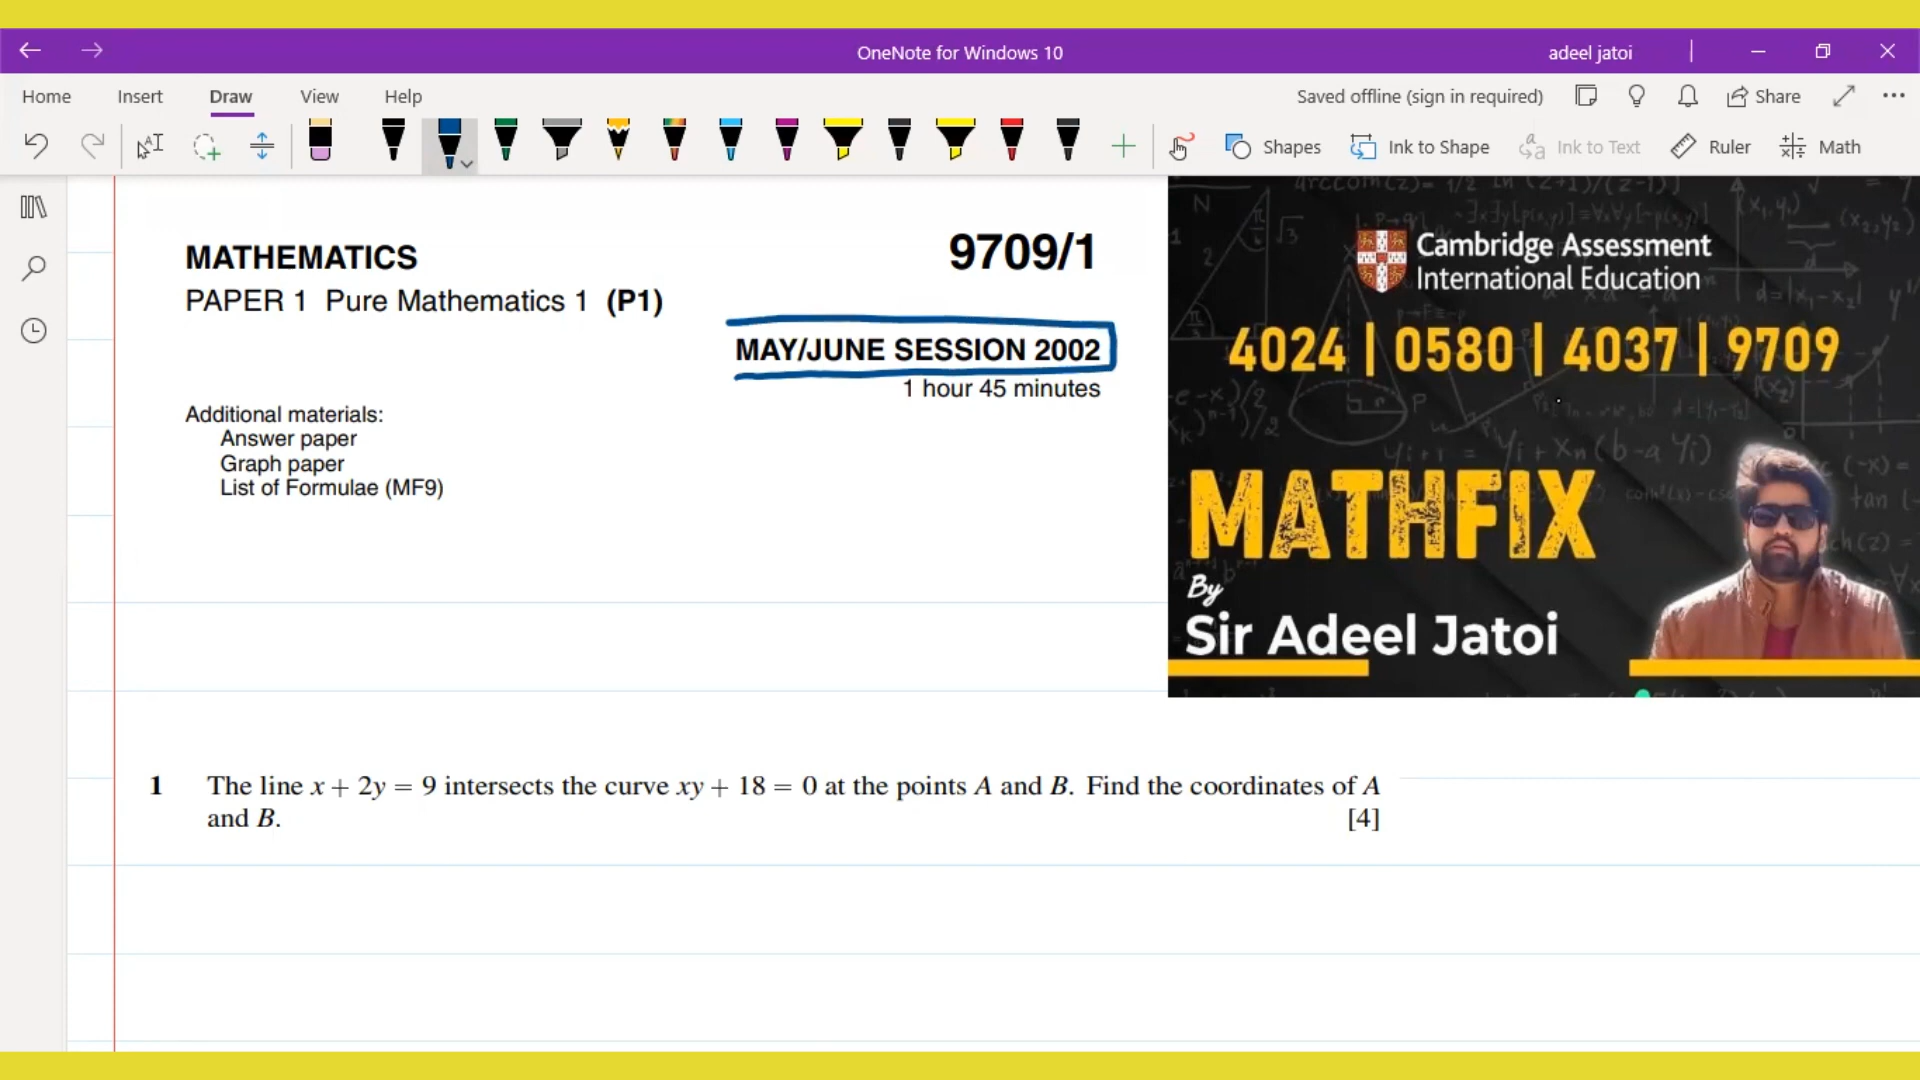 OneNote for Windows 10
adeel jatoi
Home Insert Draw View Help
Saved offline (sign in required)
Share
Shapes
Ink to Shape
Ink to Text
Ruler
Math
MATHEMATICS
9709/1
PAPER 1 Pure Mathematics 1 (P1)
MAY/JUNE SESSION 2002
1 hour 45 minutes
Additional materials:
Answer paper
Graph paper
List of Formulae (MF9)
Cambridge Assessment
International Education
4024 | 0580 | 4037 | 9709
MATHFIX
By
Sir Adeel Jatoi
1 The line x + 2y = 9 intersects the curve xy + 18 = 0 at the points A and B. Find the coordinates of A
and B. [4]